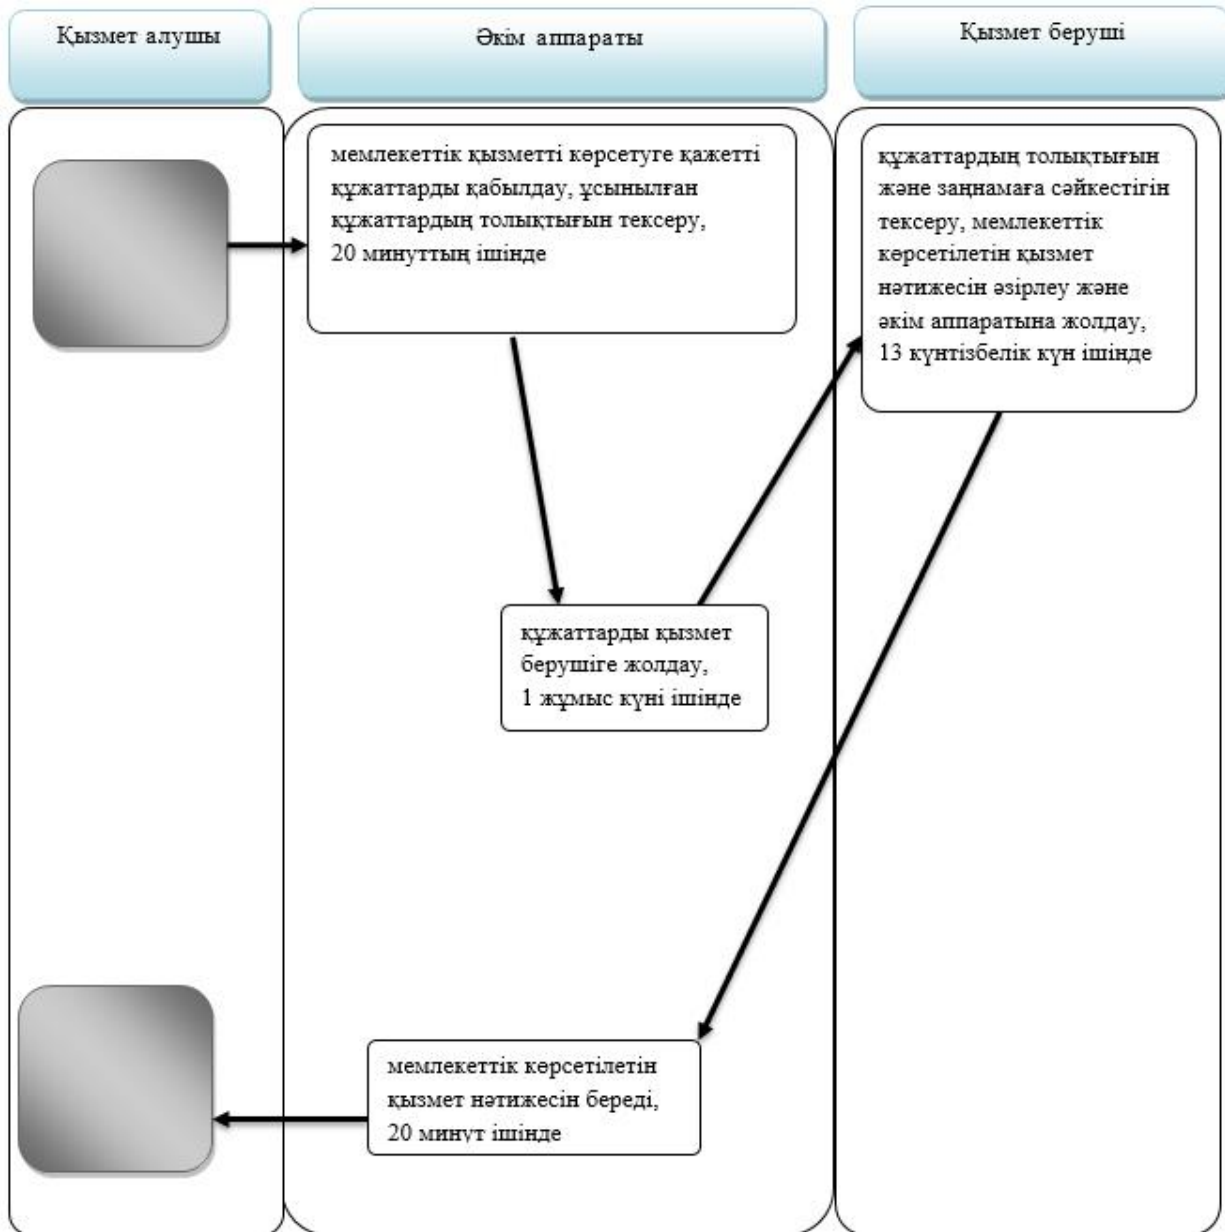 Қызмет алушы
Әкім аппараты
Қызмет беруші
мемлекеттік қызметті көрсетуге қажетті
құжаттарды қабылдау, ұсынылған
құжаттардың толықтығын тексеру,
20 минуттың ішінде
құжаттардың толықтығын
және заңнамаға сәйкестігін
тексеру, мемлекеттік
көрсетілетін қызмет
нәтижесін әзірлеу және
әкім аппаратына жолдау,
13 күнтізбелік күн ішінде
құжаттарды қызмет
берушіге жолдау,
1 жұмыс күні ішінде
мемлекеттік көрсетілетін
қызмет нәтижесін береді,
20 минут ішінде